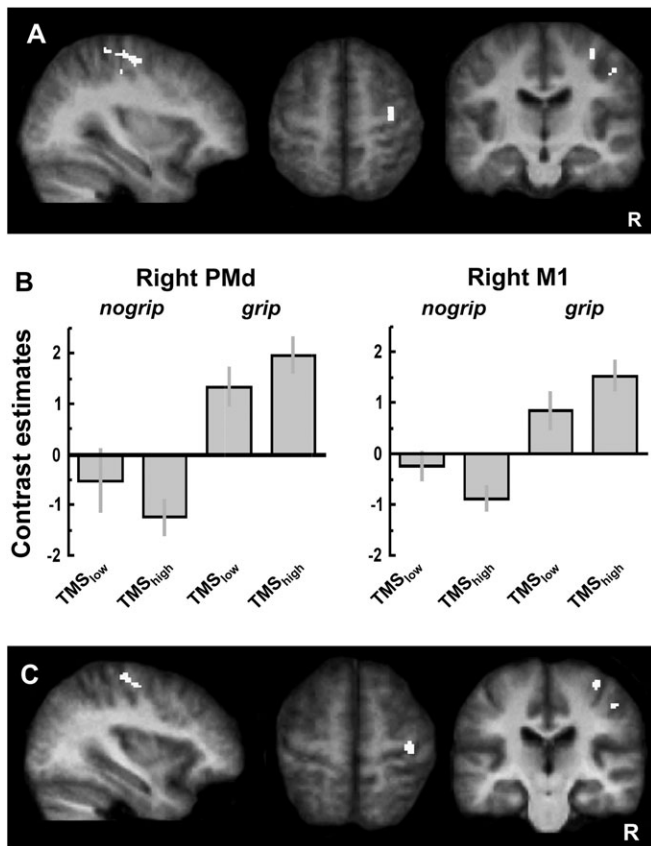 A
R
B
Right PMd
Right M1
nogrip grip
nogrip grip
Contrast estimates
2
1
0
-1
-2
2
1
0
-1
-2
TMSlow TMShigh TMSlow TMShigh
TMSlow TMShigh TMSlow TMShigh
C
R